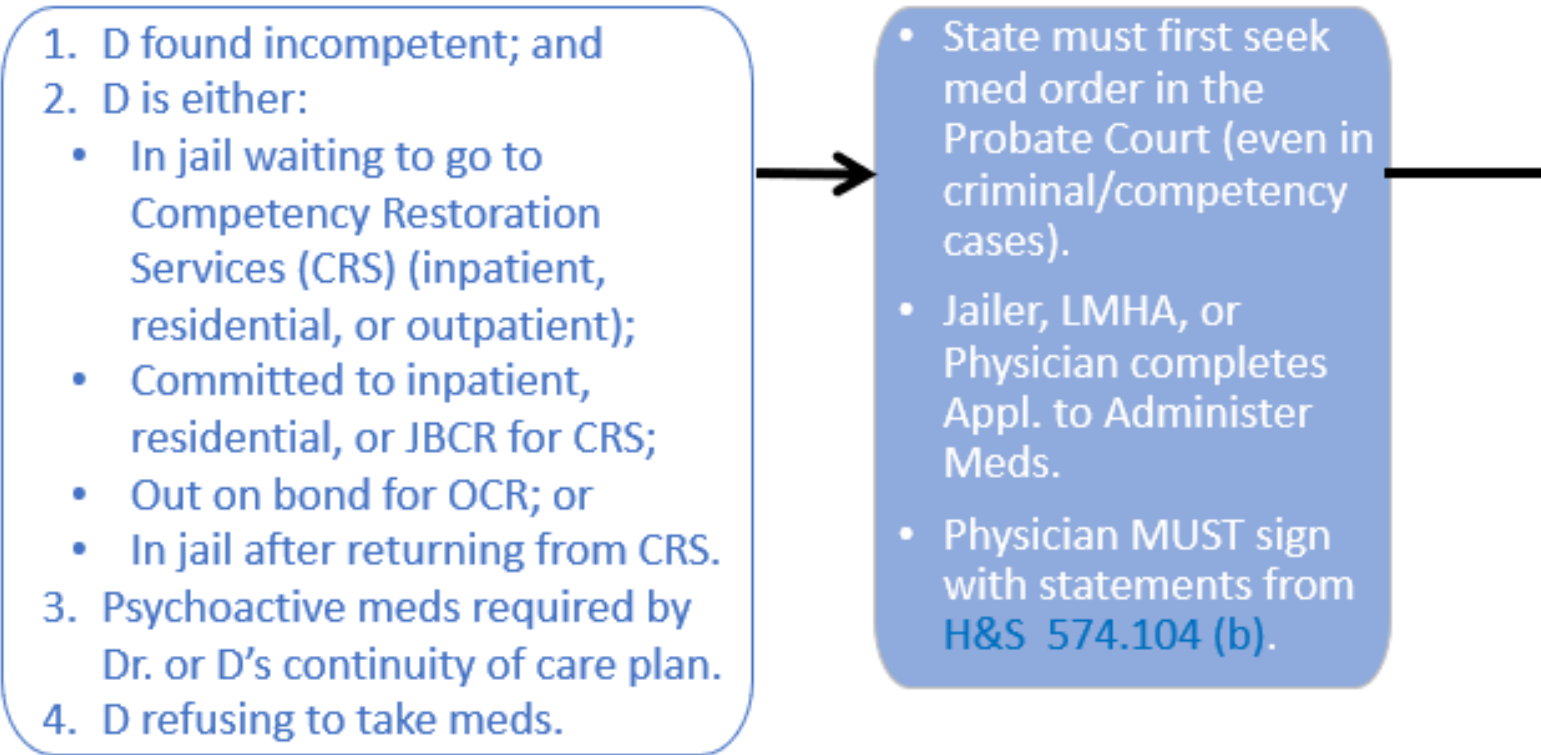 1. D found incompetent; and
2. D is either:
• In jail waiting to go to
Competency Restoration
Services (CRS) (inpatient,
residential, or outpatient);
• Committed to inpatient,
residential, or JBCR for CRS;
• Out on bond for OCR; or
• In jail after returning from CRS.
3. Psychoactive meds required by
Dr. or D’s continuity of care plan.
4. D refusing to take meds.
• State must first seek
med order in the
Probate Court (even in
criminal/competency
cases).
• Jailer, LMHA, or
Physician completes
Appl. to Administer
Meds.
• Physician MUST sign
with statements from
H&S 574.104 (b).